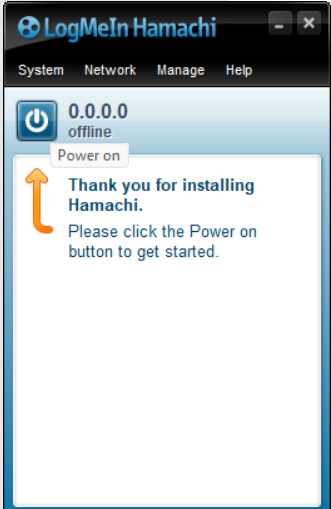 LogMeIn Hamachi
System Network Manage Help
0.0.0.0
offline
Power on
Thank you for installing
Hamachi.
Please click the Power on
button to get started.